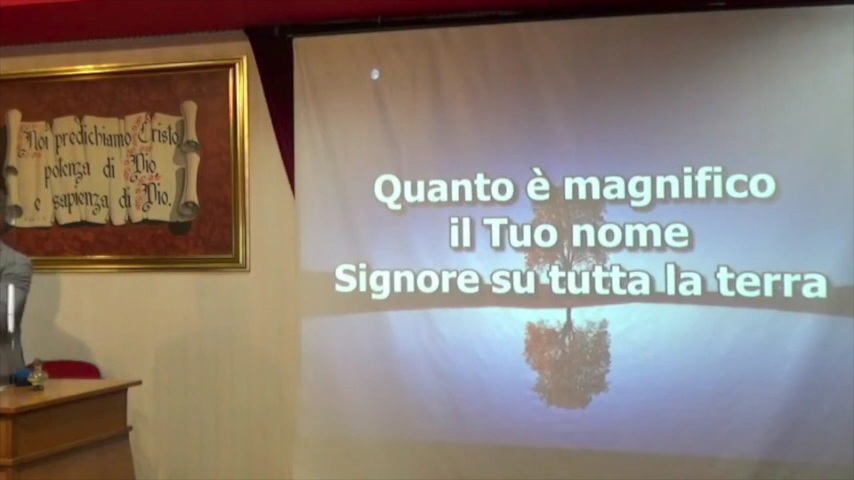 Noi predichiamo Cristo
potenza di Dio
e sapienza di Dio.
Quanto è magnifico
il Tuo nome
Signore su tutta la terra